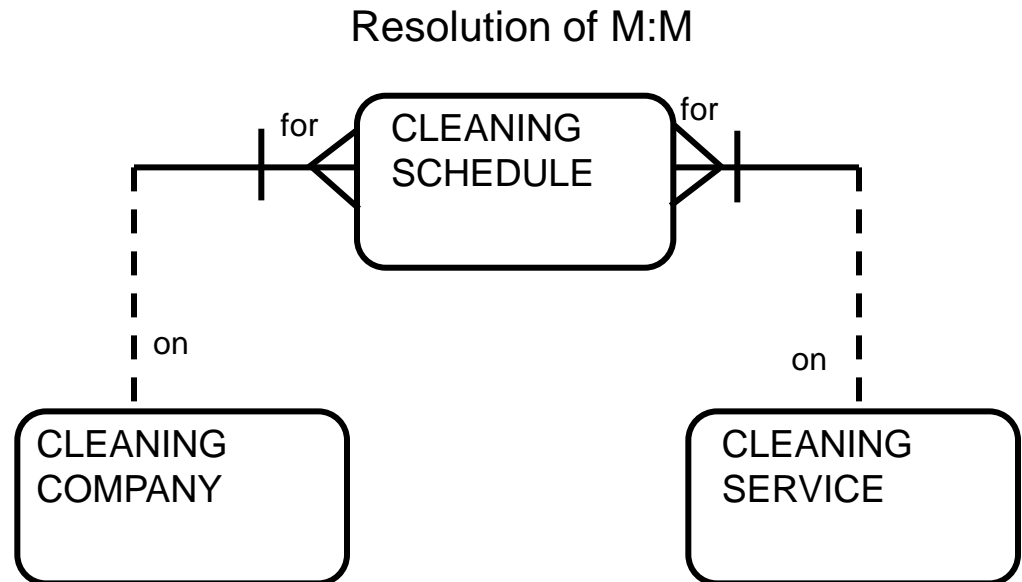 Resolution of M:M
for
CLEANING
SCHEDULE
for
on
on
CLEANING
COMPANY
CLEANING
SERVICE